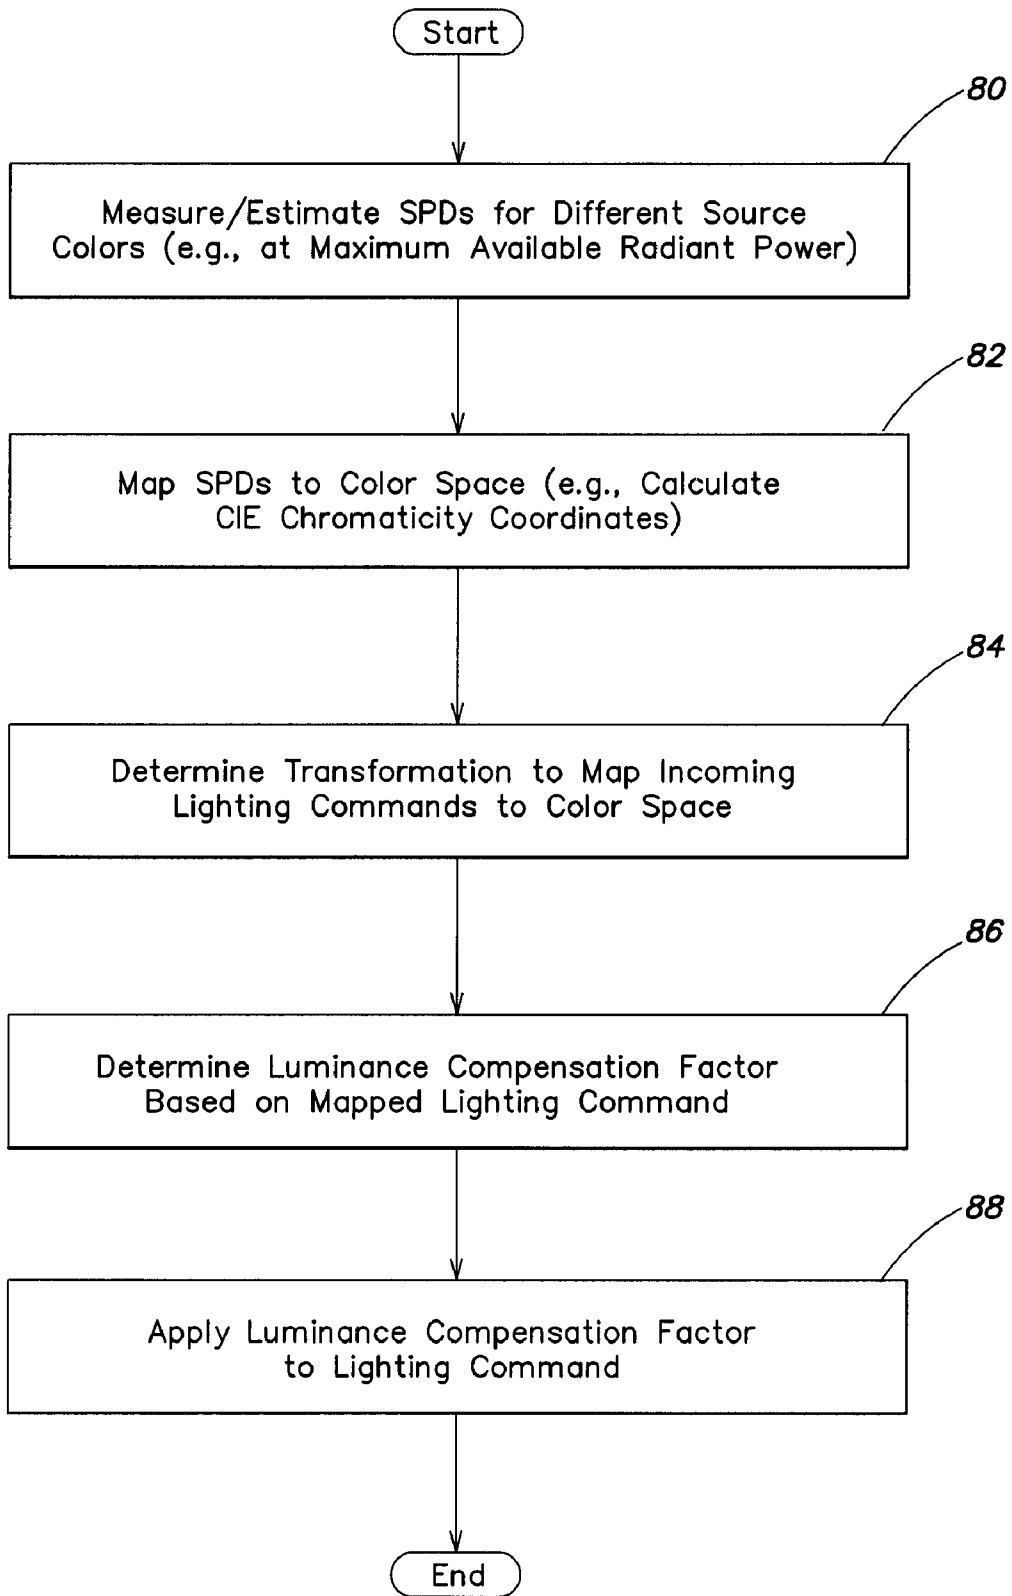 Start
80
Measure/Estimate SPDs for Different Source
Colors (e.g., at Maximum Available Radiant Power)
82
Map SPDs to Color Space (e.g., Calculate
CIE Chromaticity Coordinates)
84
Determine Transformation to Map Incoming
Lighting Commands to Color Space
86
Determine Luminance Compensation Factor
Based on Mapped Lighting Command
88
Apply Luminance Compensation Factor
to Lighting Command
End